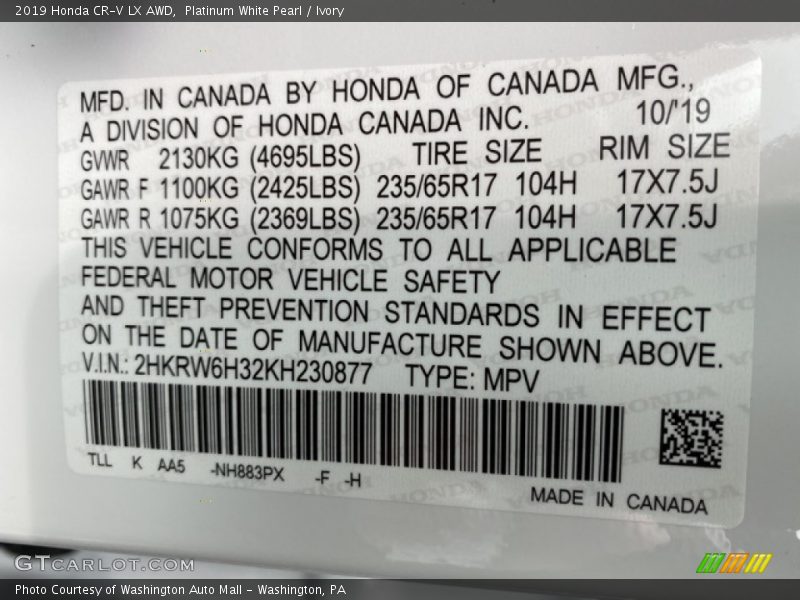 2019 Honda CR-V LX AWD,  Platinum White Pearl / Ivory
MFD. IN CANADA BY HONDA OF CANADA MFG.,
A DIVISION OF HONDA CANADA INC. 10/'19
GVWR 2130KG (4695LBS) TIRE SIZE RIM SIZE
GAWR F 1100KG (2425LBS) 235/65R17 104H 17X7.5J
GAWR R 1075KG (2369LBS) 235/65R17 104H 17X7.5J
THIS VEHICLE CONFORMS TO ALL APPLICABLE
FEDERAL MOTOR VEHICLE SAFETY
AND THEFT PREVENTION STANDARDS IN EFFECT
ON THE DATE OF MANUFACTURE SHOWN ABOVE.
V.I.N.: 2HKRW6H32KH230877 TYPE: MPV
TLL K AA5 -NH883PX -F -H
MADE IN CANADA
GTCARLOT.COM
Photo Courtesy of Washington Auto Mall - Washington, PA